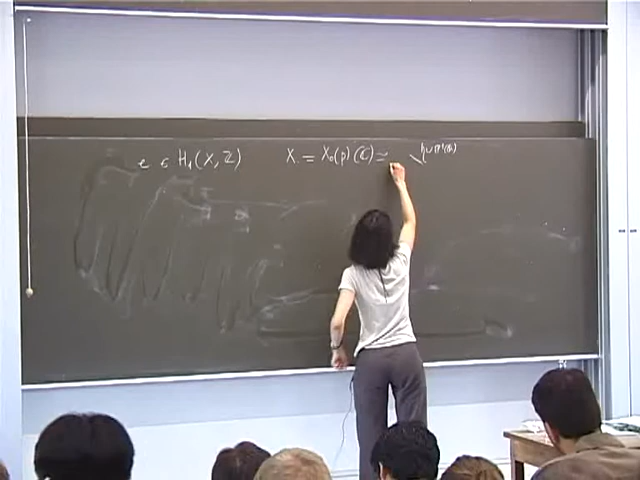 e ∈ H₁(X, Z) X = X₀(p)(C) ≃ \ h∪P¹(Q)